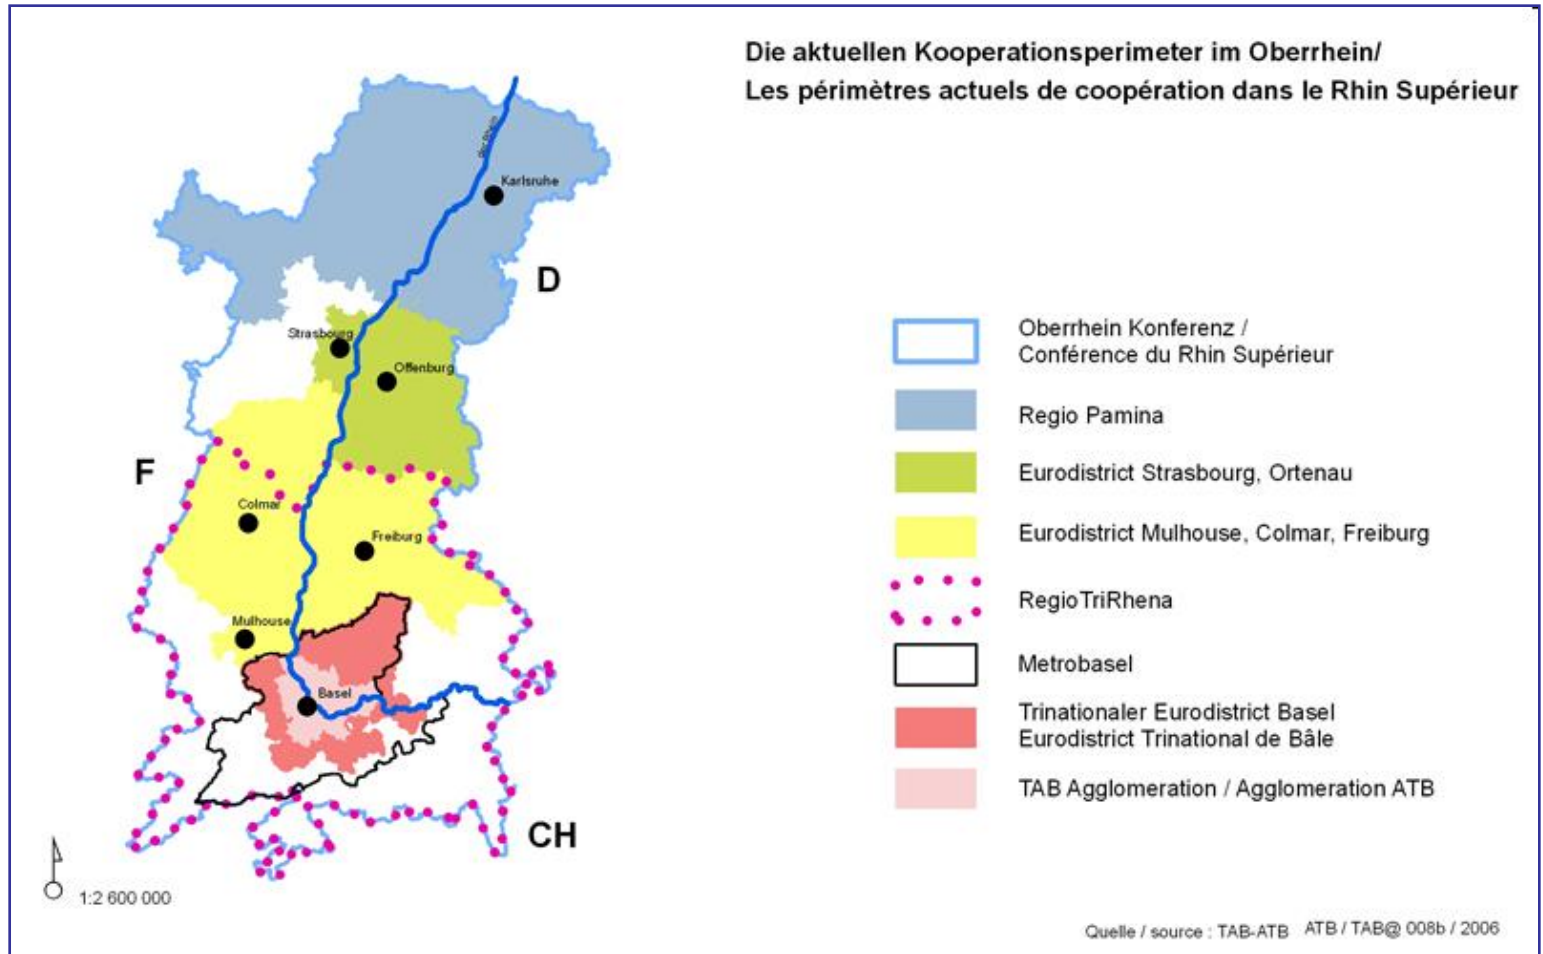 Die aktuellen Kooperationsperimeter im Oberrhein/
Les périmètres actuels de coopération dans le Rhin Supérieur
der Rhein
Karlsruhe
D
Strasbourg
Offenburg
F
Colmar
Freiburg
Mulhouse
Basel
CH
1:2 600 000
Oberrhein Konferenz /
Conférence du Rhin Supérieur
Regio Pamina
Eurodistrict Strasbourg, Ortenau
Eurodistrict Mulhouse, Colmar, Freiburg
RegioTriRhena
Metrobasel
Trinationaler Eurodistrict Basel
Eurodistrict Trinational de Bâle
TAB Agglomeration / Agglomeration ATB
Quelle / source : TAB-ATB ATB / TAB@ 008b / 2006